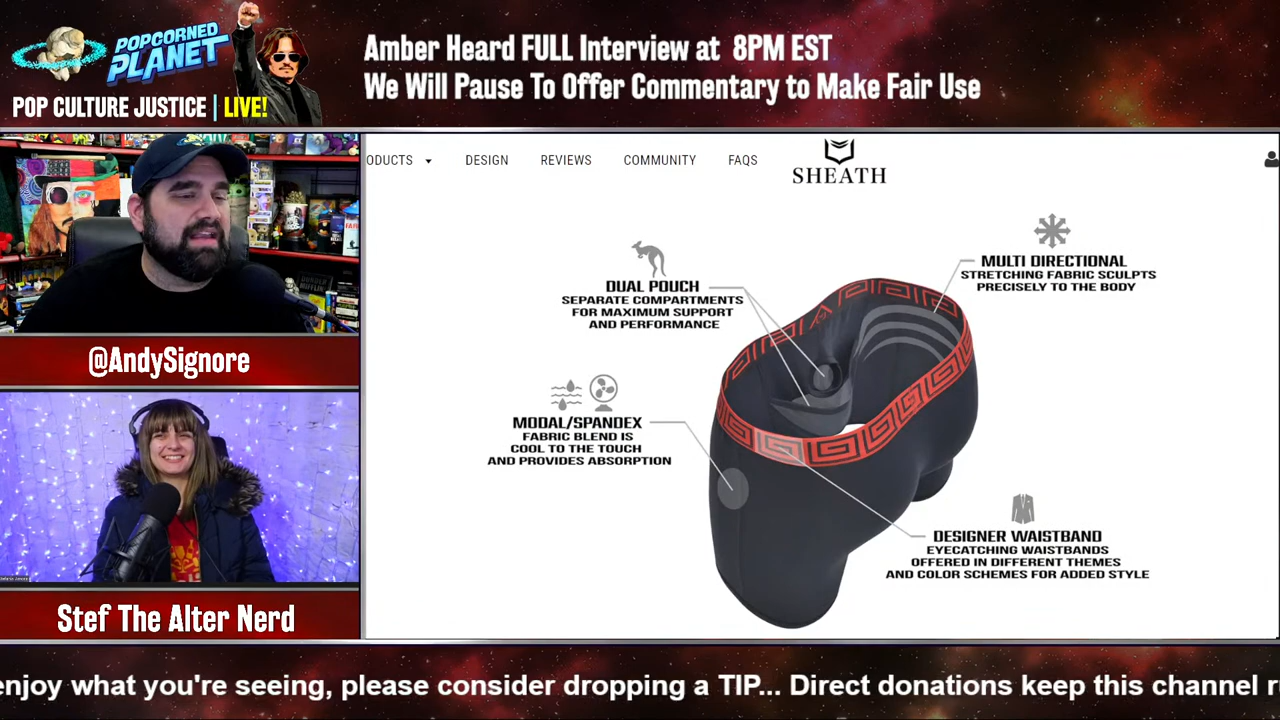 POPCORNED
PLANET
POP CULTURE JUSTICE | LIVE!
Amber Heard FULL Interview at 8PM EST
We Will Pause To Offer Commentary to Make Fair Use
ODUCTS
DESIGN
REVIEWS
COMMUNITY
FAQS
SHEATH
DUAL POUCH
SEPARATE COMPARTMENTS
FOR MAXIMUM SUPPORT
AND PERFORMANCE
MULTI DIRECTIONAL
STRETCHING FABRIC SCULPTS
PRECISELY TO THE BODY
MODAL/SPANDEX
FABRIC BLEND IS
COOL TO THE TOUCH
AND PROVIDES ABSORPTION
DESIGNER WAISTBAND
EYECATCHING WAISTBANDS
OFFERED IN DIFFERENT THEMES
AND COLOR SCHEMES FOR ADDED STYLE
@AndySignore
Stef The Alter Nerd
enjoy what you're seeing, please consider dropping a TIP... Direct donations keep this channel r